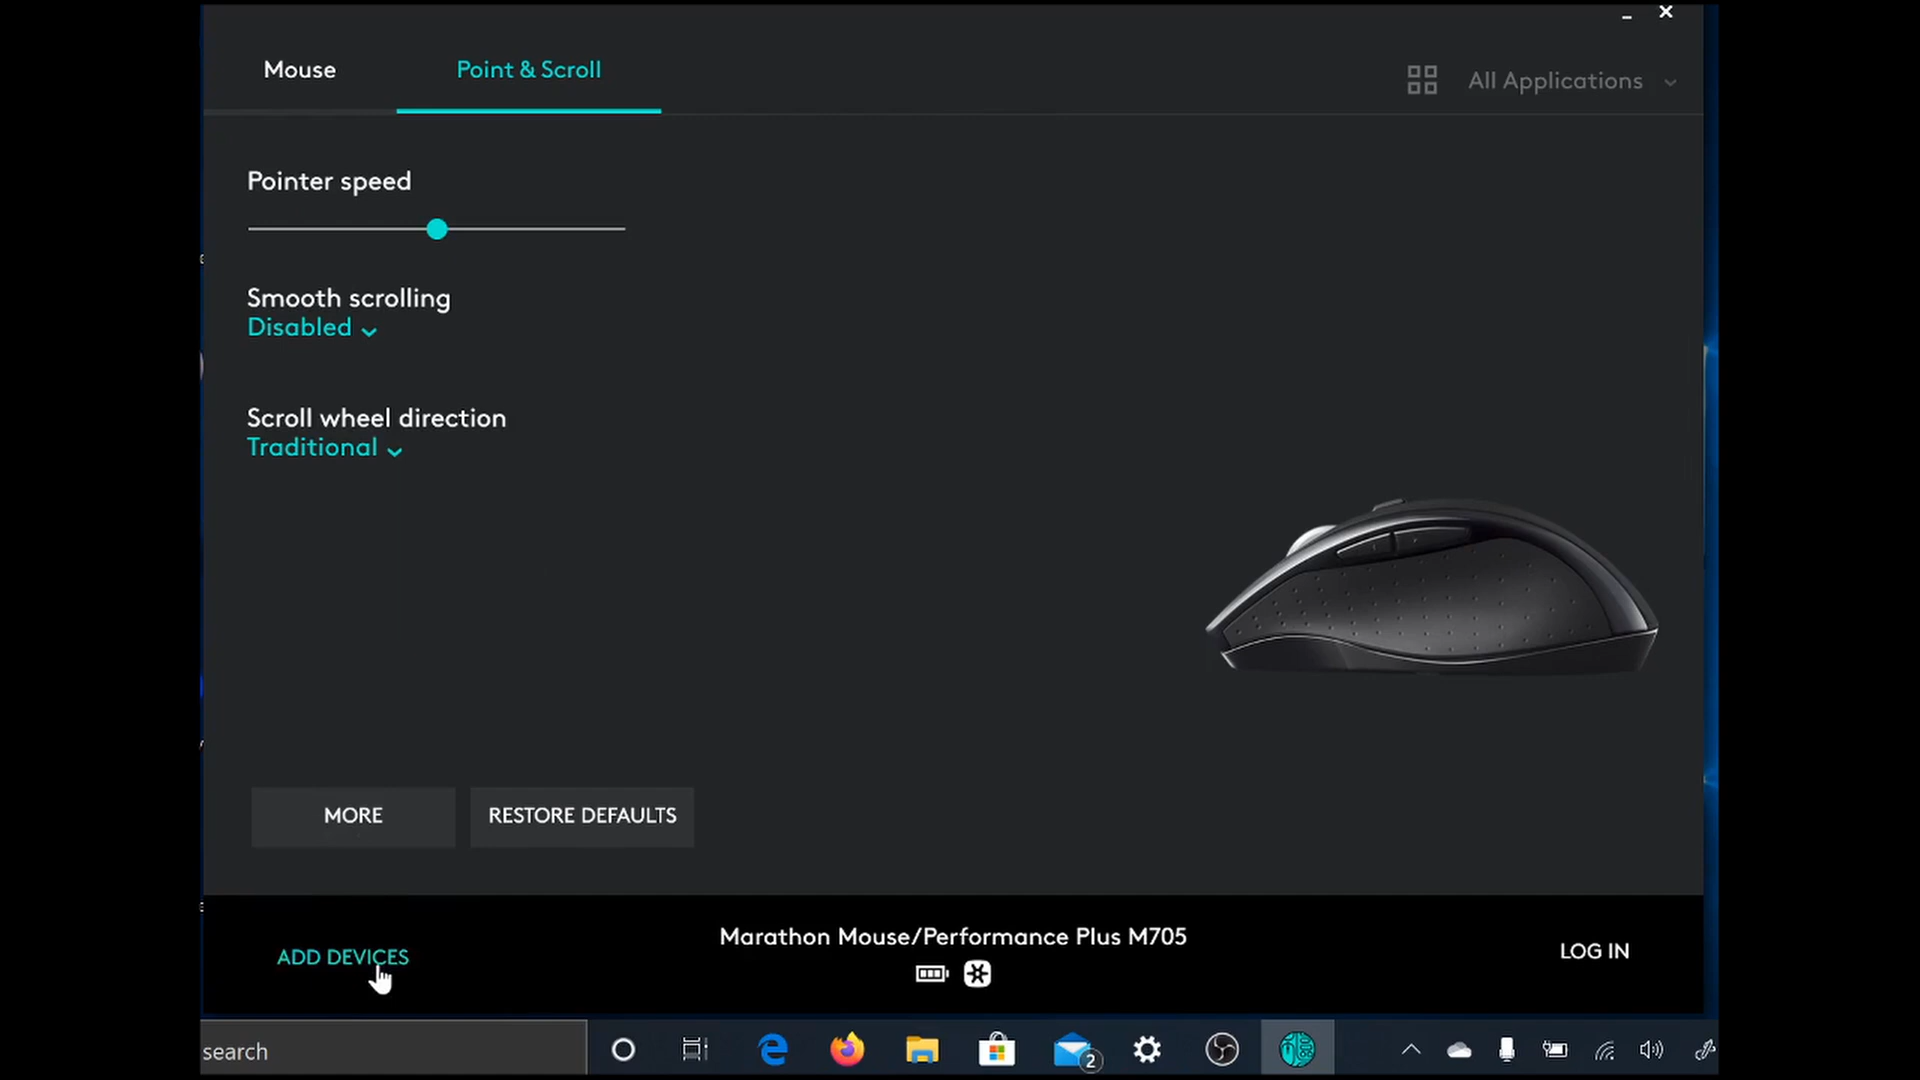 Mouse
Point & Scroll
All Applications
Pointer speed
Smooth scrolling
Disabled
Scroll wheel direction
Traditional
MORE
RESTORE DEFAULTS
ADD DEVICES
Marathon Mouse/Performance Plus M705
LOG IN
search
2